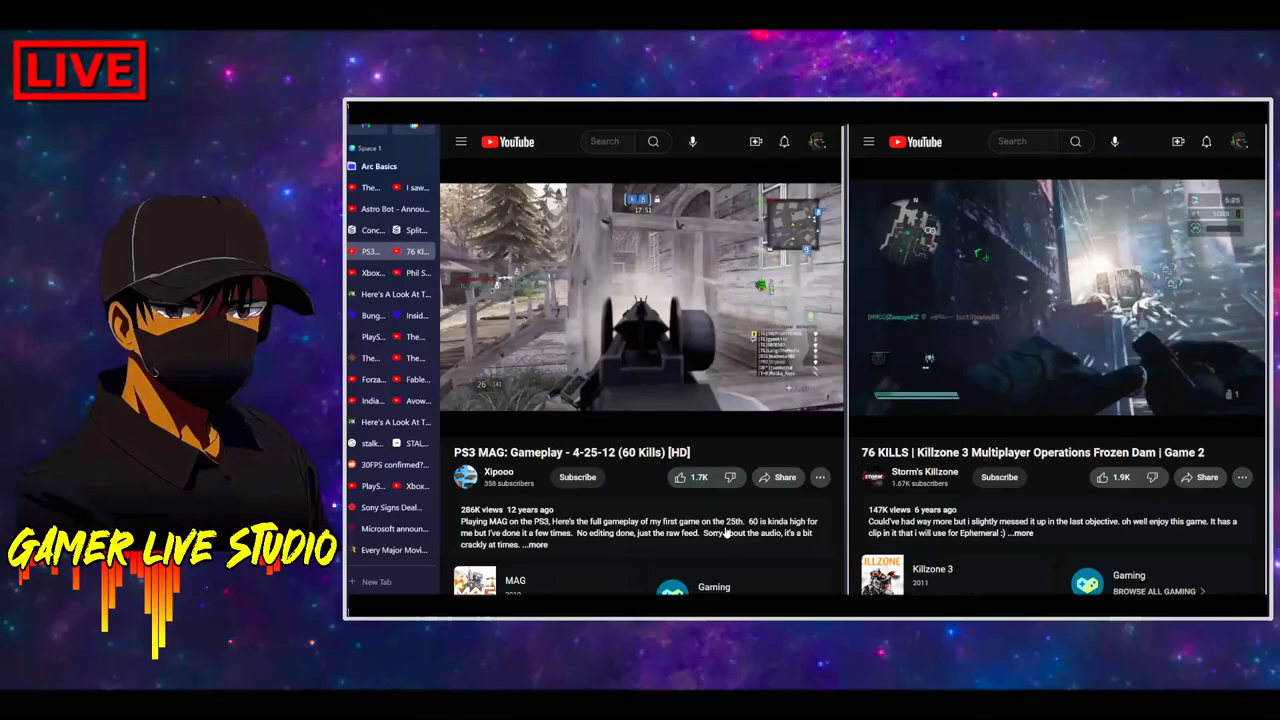 LIVE
GAMER LIVE STUDIO
Space 1
Arc Basics
The...
I saw...
Astro Bot - Annou...
Conc...
Split...
PS3...
76 KI...
Xbox...
Phil S...
Here's A Look At T...
Bung...
Insid...
PlayS...
The...
The...
The...
Forza...
Fable...
India...
Avow...
Here's A Look At T...
stalk...
STAL...
30FPS confirmed?...
PlayS...
Xbox...
Sony Signs Deal...
Microsoft announ...
Every Major Movi...
New Tab
YouTube
Search
A B
17:51
26
PS3 MAG: Gameplay - 4-25-12 (60 Kills) [HD]
Xipooo
358 subscribers
Subscribe
1.7K
Share
286K views 12 years ago
Playing MAG on the PS3, Here's the full gameplay of my first game on the 25th. 60 is kinda high for
me but I've done it a few times. No editing done, just the raw feed. Sorry about the audio, it's a bit
crackly at times. ...more
MAG
Gaming
YouTube
Search
N
5:25
1
76 KILLS | Killzone 3 Multiplayer Operations Frozen Dam | Game 2
Storm's Killzone
1.67K subscribers
Subscribe
1.9K
Share
147K views 6 years ago
Could've had way more but i slightly messed it up in the last objective. oh well enjoy this game. It has a
clip in it that i will use for Ephemeral :) ...more
KILLZONE
Killzone 3
2011
Gaming
BROWSE ALL GAMING